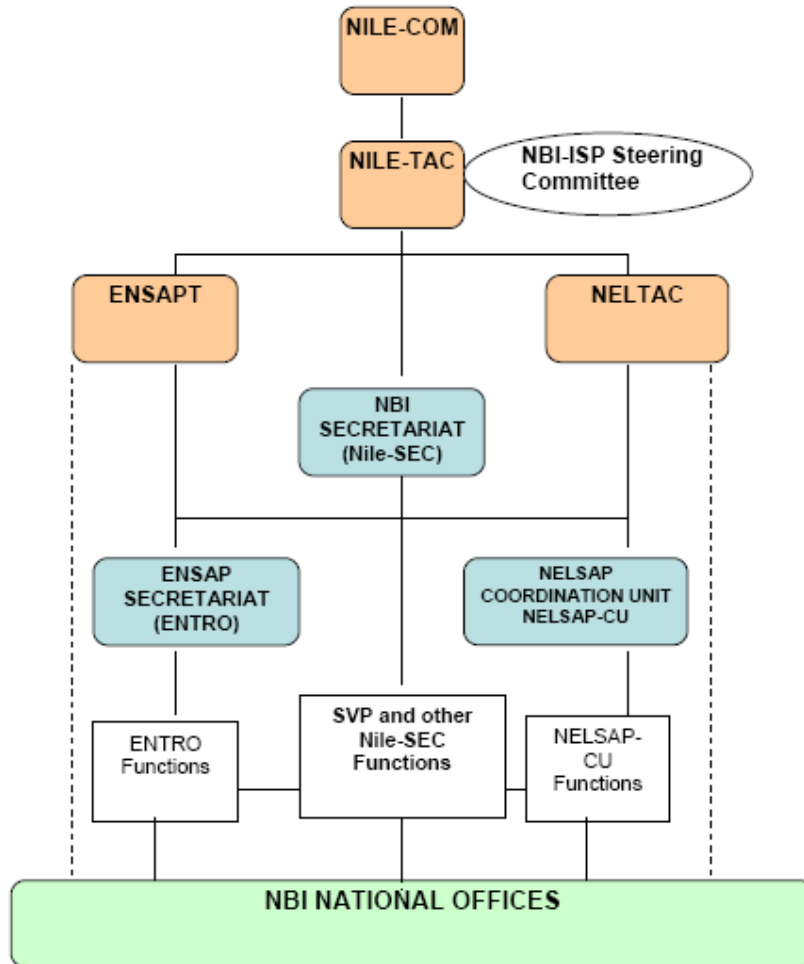 NILE-COM
NILE-TAC
NBI-ISP Steering
Committee
ENSAPT
NELTAC
NBI
SECRETARIAT
(Nile-SEC)
ENSAP
SECRETARIAT
(ENTRO)
NELSAP
COORDINATION UNIT
NELSAP-CU
ENTRO
Functions
SVP and other
Nile-SEC
Functions
NELSAP-
CU
Functions
NBI NATIONAL OFFICES